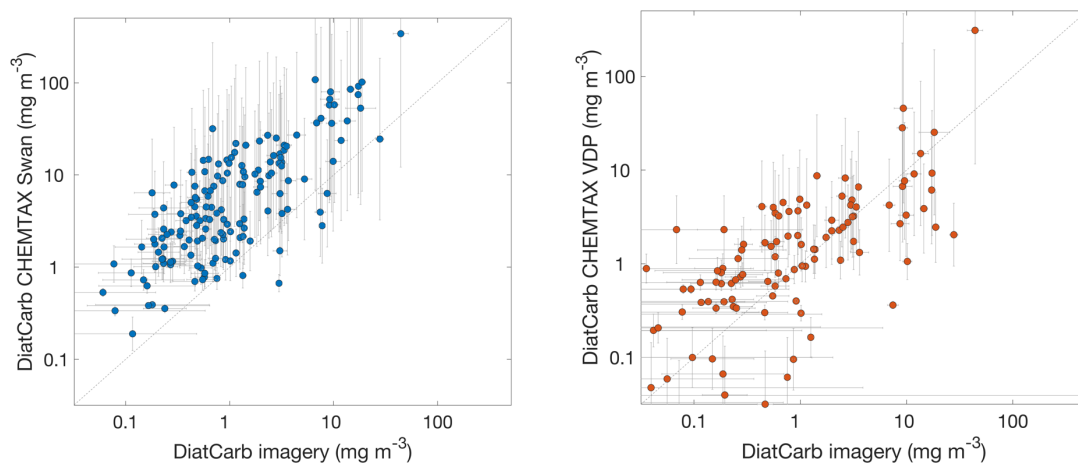 DiatCarb CHEMTAX Swan (mg m⁻³)
100
10
1
0.1
0.1 1 10 100
DiatCarb imagery (mg m⁻³)
DiatCarb CHEMTAX VDP (mg m⁻³)
100
10
1
0.1
0.1 1 10 100
DiatCarb imagery (mg m⁻³)